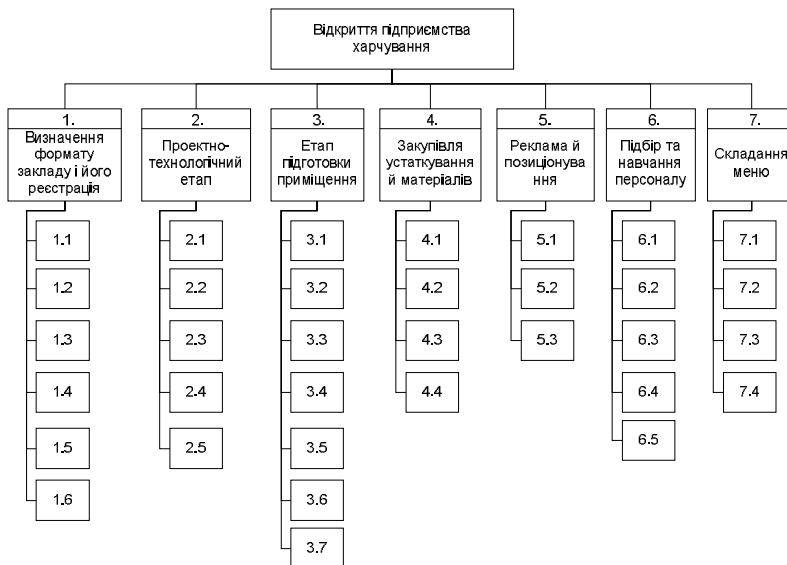 Відкриття підприємства
харчування
1.
Визначення
формату
закладу і його
реєстрація
2.
Проектно-
технологічний
етап
3.
Етап
підготовки
приміщення
4.
Закупівля
устаткування
й матеріалів
5.
Реклама й
позиціонува
ння
6.
Підбір та
навчання
персоналу
7.
Складання
меню
1.1
1.2
1.3
1.4
1.5
1.6
2.1
2.2
2.3
2.4
2.5
3.1
3.2
3.3
3.4
3.5
3.6
3.7
4.1
4.2
4.3
4.4
5.1
5.2
5.3
6.1
6.2
6.3
6.4
6.5
7.1
7.2
7.3
7.4